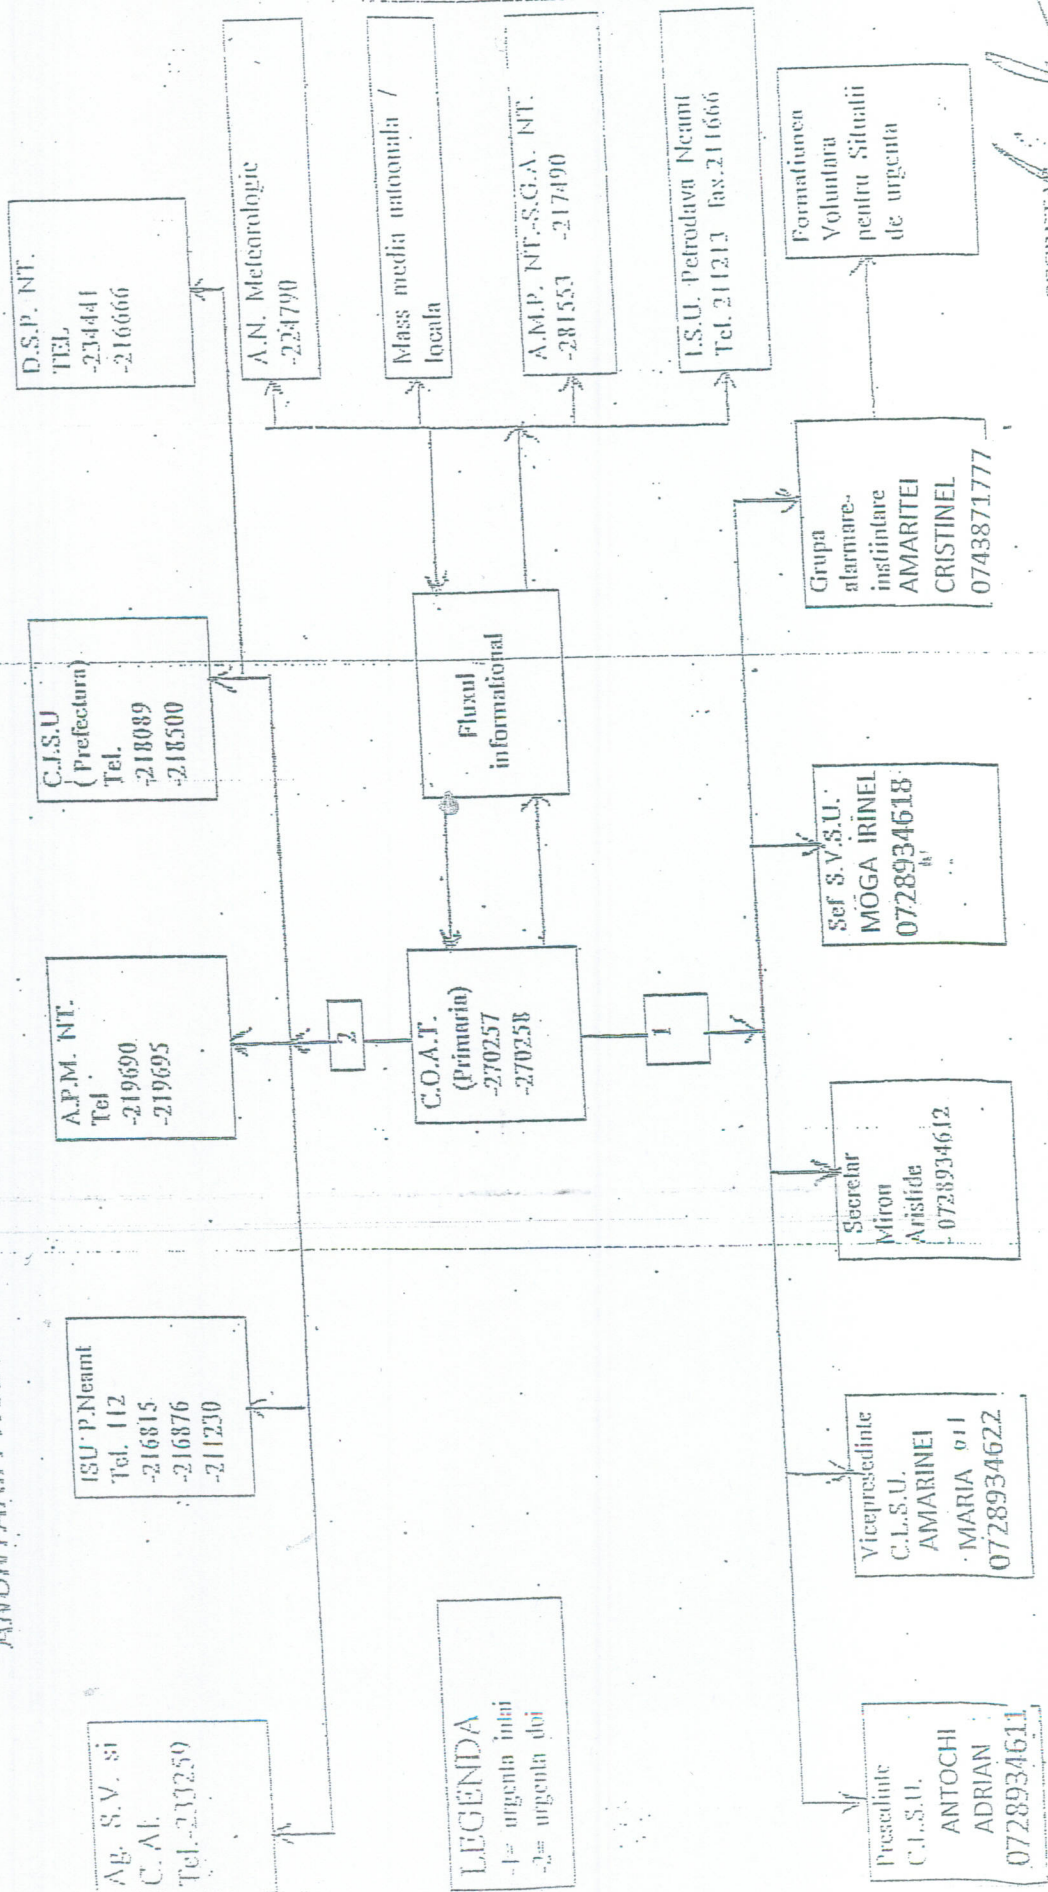 Ag. S.V. si
C. Al.
Tel.-233259
ISU P.Neamt
Tel. 112
-216815
-216876
-211230
A.P.M. NT.
Tel
-219690
-219695
C.J.S.U
( Prefectura)
Tel.
-218089
-218500
D.S.P. NT.
TEL
-234441
-216666
A.N. Meteorologie
-224790
Mass media nationala /
locala
A.M.P. NT.-S.G.A. NT.
-281553 -217490
I.S.U. Petrodava Neamt
Tel. 211213 fax.211666
LEGENDA
-1= urgenta intai
-2= urgenta doi
2
C.O.A.T.
(Primaria)
-270257
-270258
1
Fluxul
informational
Presedinte
C.L.S.U.
ANTOCHI
ADRIAN
0728934611
Vicepresedinte
C.L.S.U.
AMARINEI
MARIA
0728934622
Secretar
Miron
Aristide
- 0728934612
Sef S.V.S.U.
MOGA IRINEL
0728934618
Grupa
alarmare-
instiintare
AMARITEI
CRISTINEL
0743871777
Formatiunea
Voluntara
pentru Situatii
de urgenta